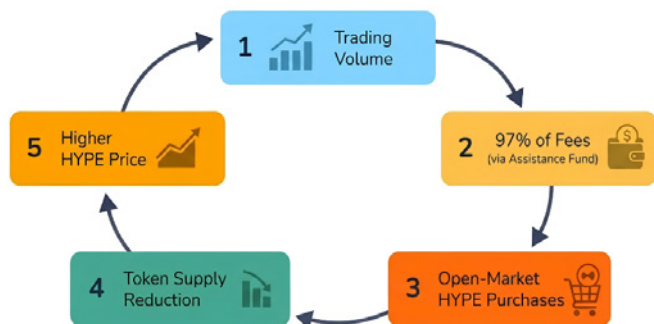 1
Trading
Volume
2
97% of Fees
(via Assistance Fund)
3
Open-Market
HYPE Purchases
4
Token Supply
Reduction
5
Higher
HYPE Price
$